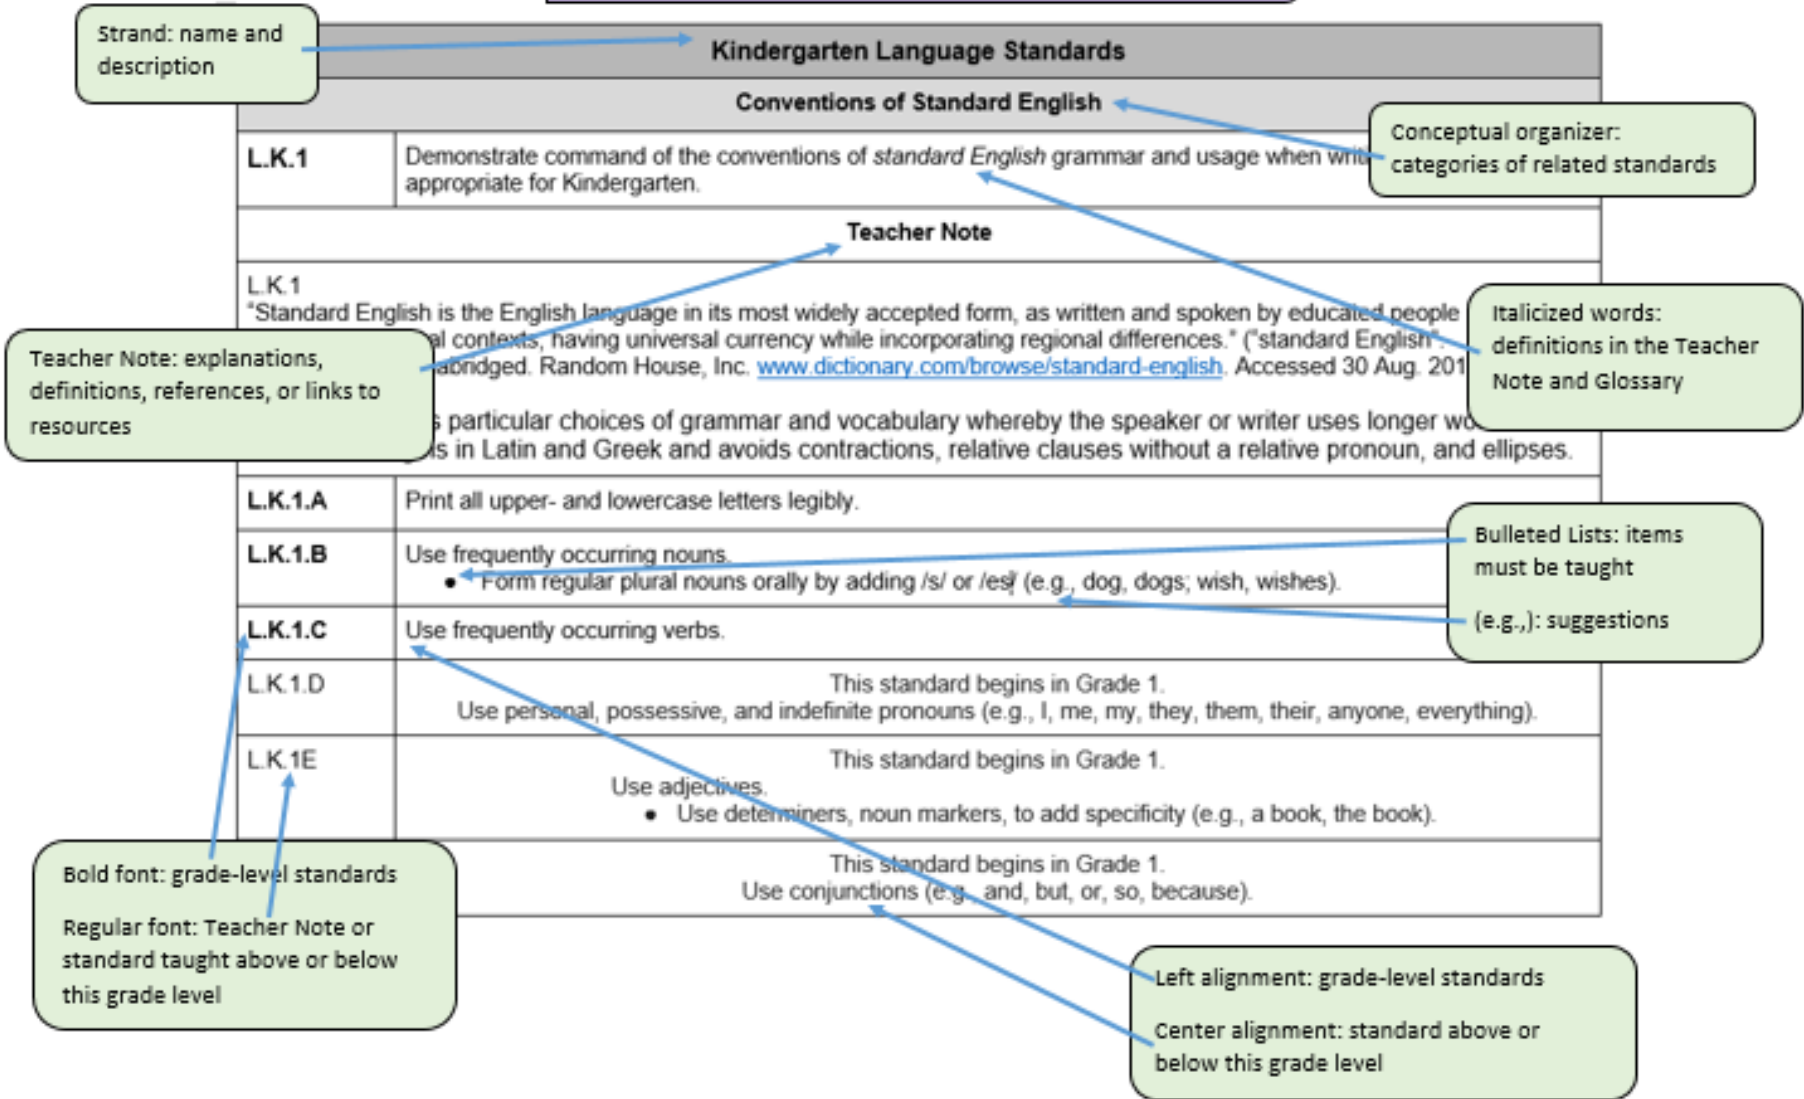 Strand: name and
description
Kindergarten Language Standards
Conventions of Standard English
Conceptual organizer:
categories of related standards
L.K.1
Demonstrate command of the conventions of standard English grammar and usage when
appropriate for Kindergarten.
Teacher Note
L.K.1
“Standard English is the English language in its most widely accepted form, as written and spoken by educated people
contexts, having universal currency while incorporating regional differences.” (“standard English”.
Random House, Inc. www.dictionary.com/browse/standard-english. Accessed 30 Aug.
particular choices of grammar and vocabulary whereby the speaker or writer uses longer
in Latin and Greek and avoids contractions, relative clauses without a relative pronoun, and ellipses.
Teacher Note: explanations,
definitions, references, or links to
resources
Italicized words:
definitions in the Teacher
Note and Glossary
L.K.1.A
Print all upper- and lowercase letters legibly.
L.K.1.B
Use frequently occurring nouns.
● Form regular plural nouns orally by adding /s/ or /es/ (e.g., dog, dogs; wish, wishes).
Bulleted Lists: items
must be taught
(e.g.,): suggestions
L.K.1.C
Use frequently occurring verbs.
L.K.1.D
This standard begins in Grade 1.
Use personal, possessive, and indefinite pronouns (e.g., I, me, my, they, them, their, anyone, everything).
L.K.1E
This standard begins in Grade 1.
Use adjectives.
● Use determiners, noun markers, to add specificity (e.g., a book, the book).
This standard begins in Grade 1.
Use conjunctions (e.g., and, but, or, so, because).
Bold font: grade-level standards
Regular font: Teacher Note or
standard taught above or below
this grade level
Left alignment: grade-level standards
Center alignment: standard above or
below this grade level